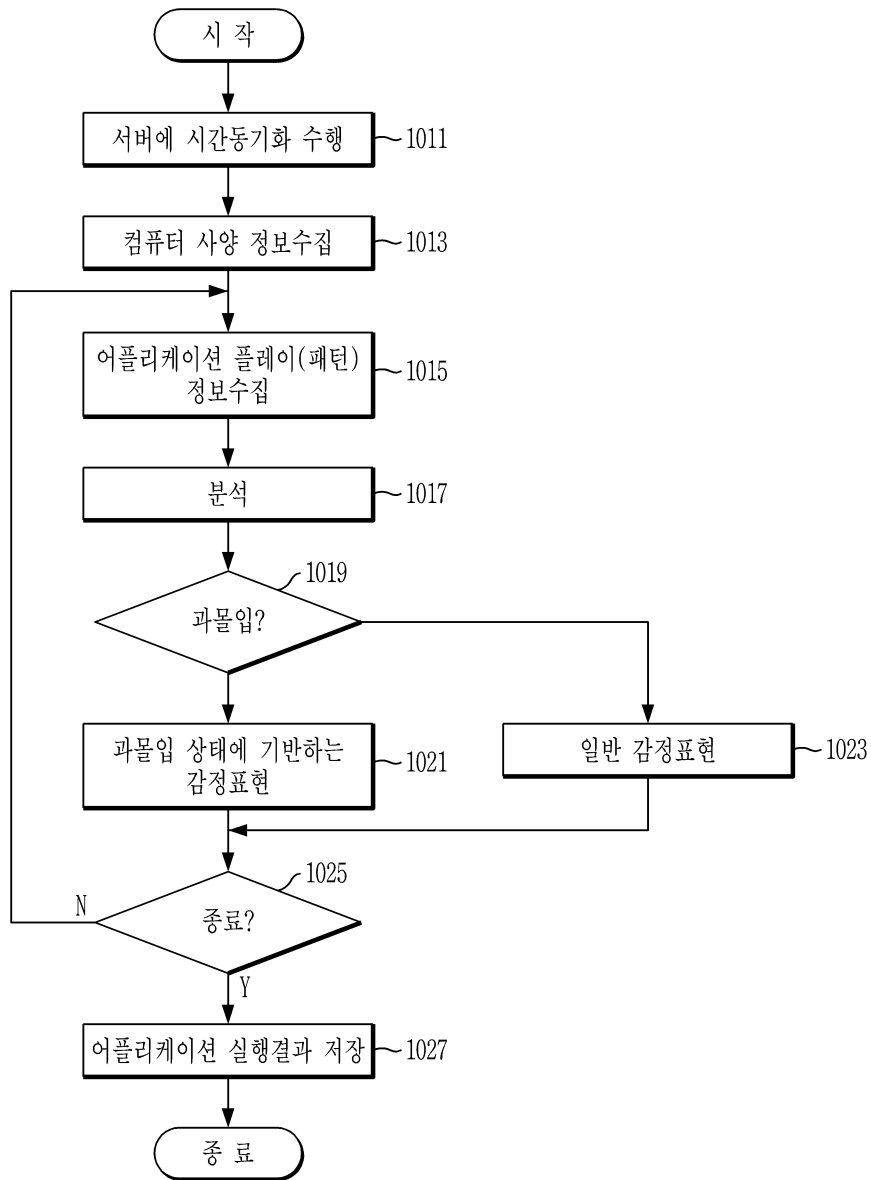 시 작
서버에 시간동기화 수행
1011
컴퓨터 사양 정보수집
1013
어플리케이션 플레이(패턴)
정보수집
1015
분석
1017
1019
과몰입?
과몰입 상태에 기반하는
감정표현
1021
일반 감정표현
1023
1025
종료?
N
Y
어플리케이션 실행결과 저장
1027
종 료